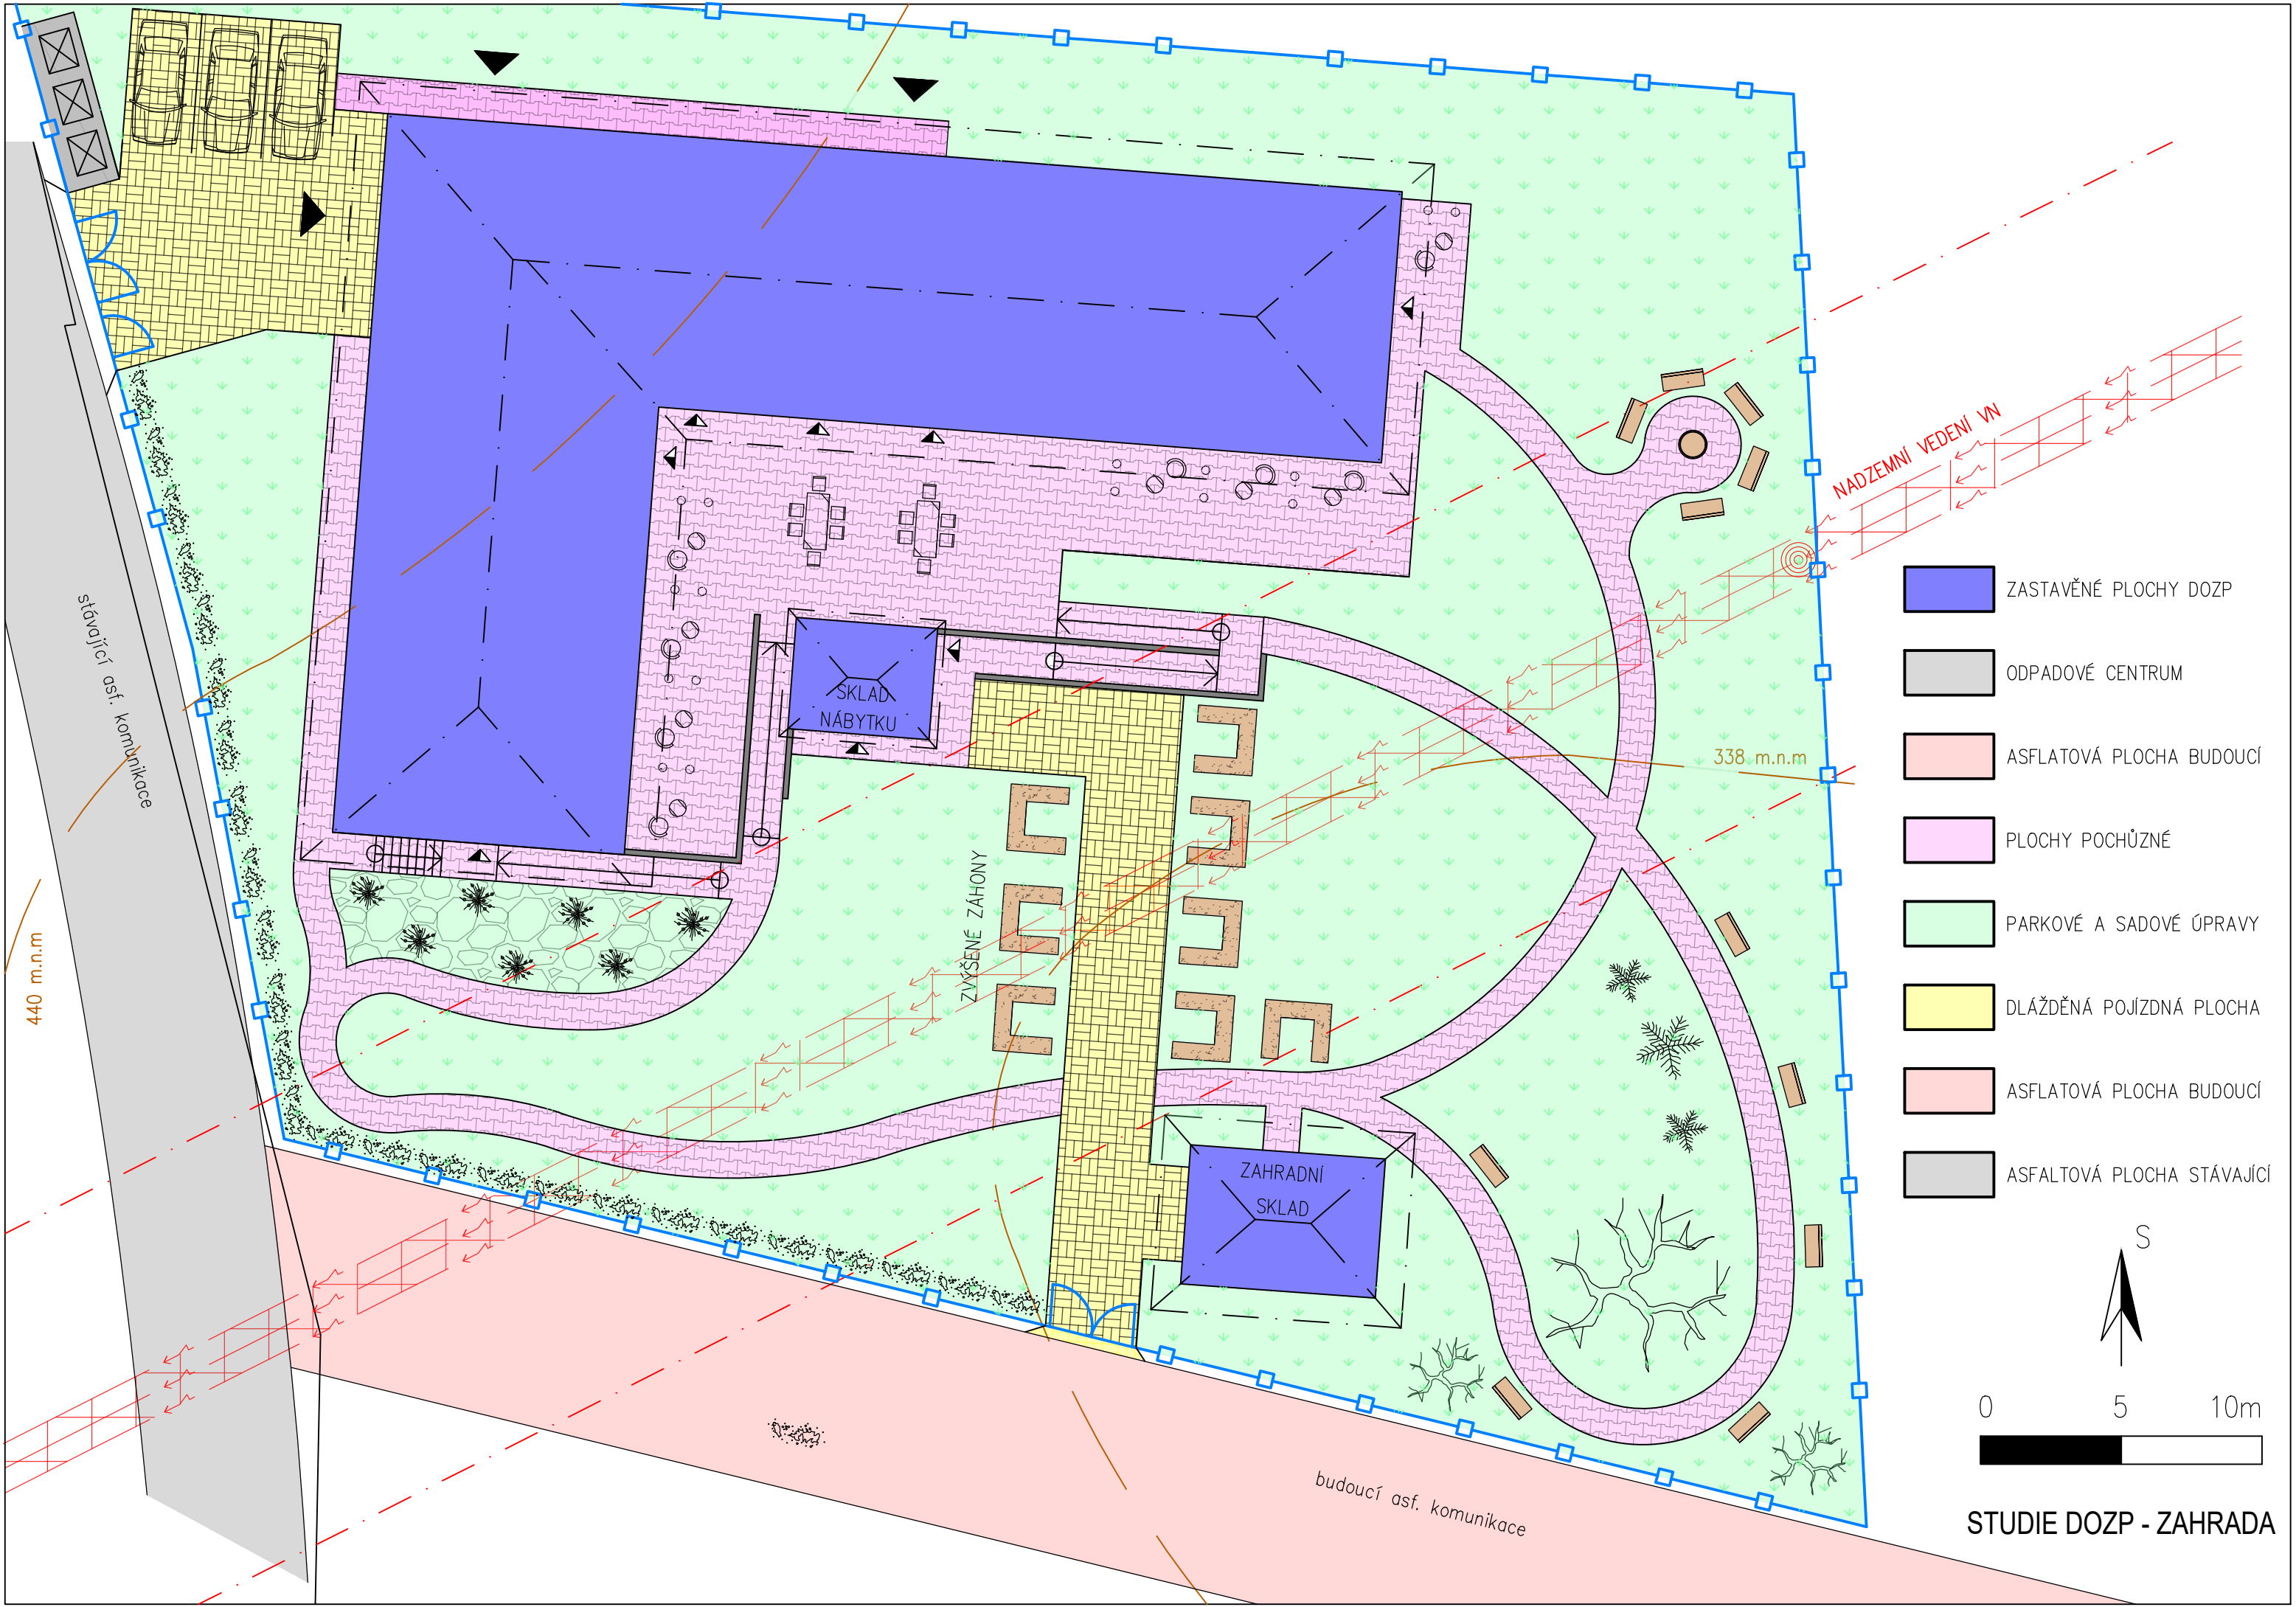 NADZEMNÍ VEDENÍ VN
stávající asf. komunikace
SKLAD
NÁBYTKU
338 m.n.m
440 m.n.m
ZVÝŠENÉ ZÁHONY
ZAHRADNÍ
SKLAD
budoucí asf. komunikace
ZASTAVĚNÉ PLOCHY DOZP
ODPADOVÉ CENTRUM
ASFLATOVÁ PLOCHA BUDOUCÍ
PLOCHY POCHŮZNÉ
PARKOVÉ A SADOVÉ ÚPRAVY
DLÁŽDĚNÁ POJÍZDNÁ PLOCHA
ASFLATOVÁ PLOCHA BUDOUCÍ
ASFALTOVÁ PLOCHA STÁVAJÍCÍ
S
0 5 10m
STUDIE DOZP - ZAHRADA